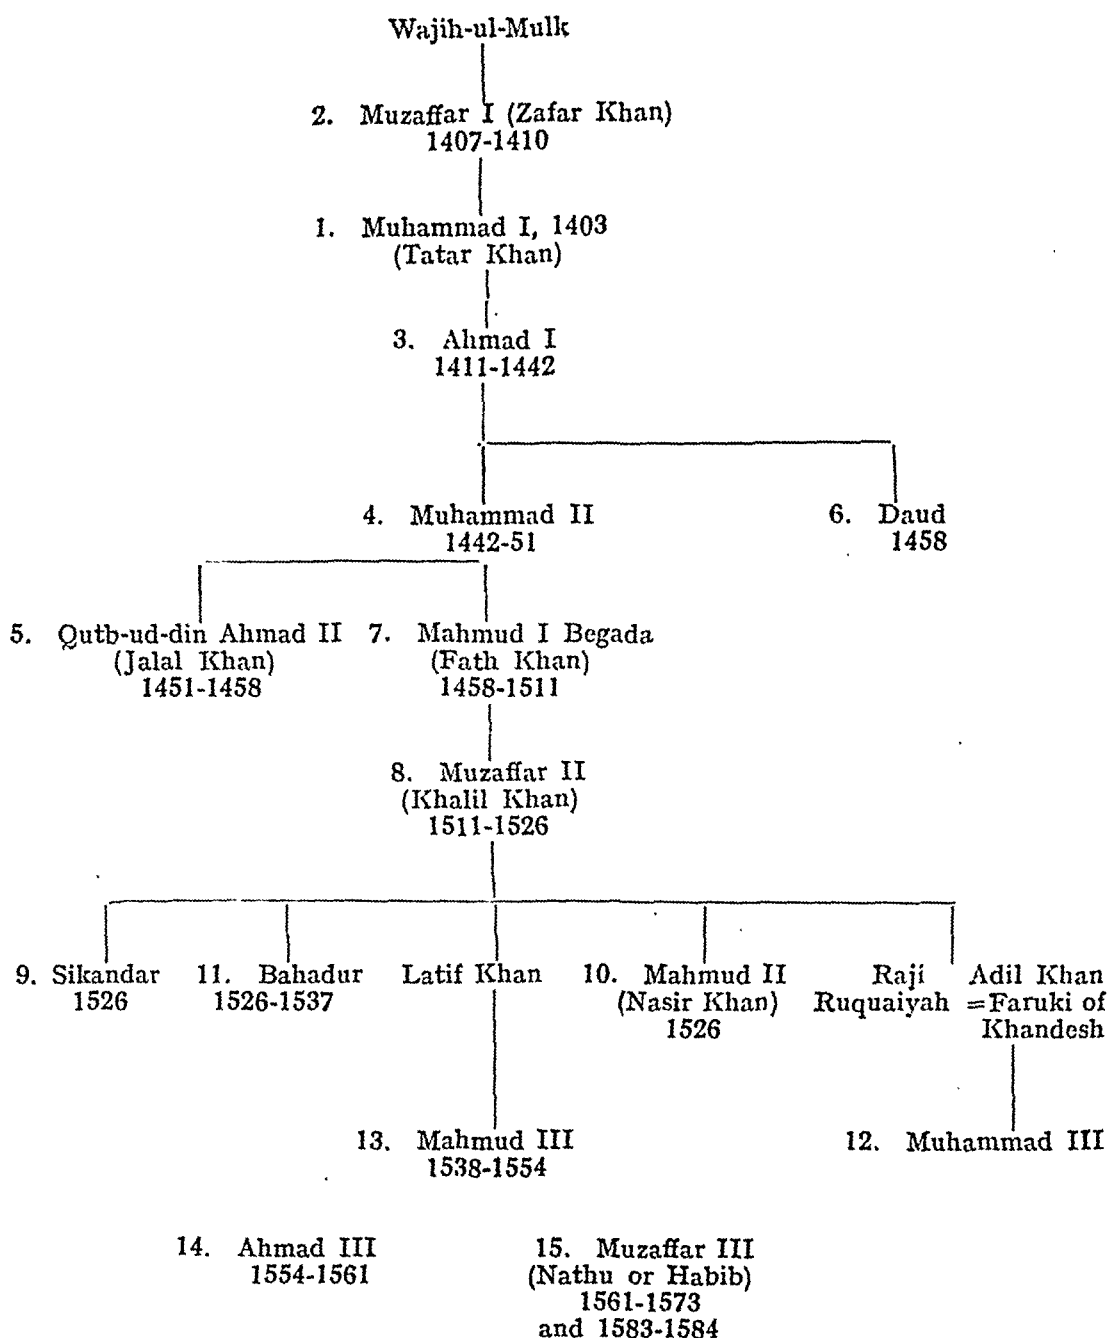 Wajih-ul-Mulk
2. Muzaffar I (Zafar Khan)
1407-1410
1. Muhammad I, 1403
(Tatar Khan)
3. Ahmad I
1411-1442
4. Muhammad II
1442-51
6. Daud
1458
5. Qutb-ud-din Ahmad II
(Jalal Khan)
1451-1458
7. Mahmud I Begada
(Fath Khan)
1458-1511
8. Muzaffar II
(Khalil Khan)
1511-1526
9. Sikandar
1526
11. Bahadur
1526-1537
Latif Khan
10. Mahmud II
(Nasir Khan)
1526
Raji
Ruquaiyah
Adil Khan
=Faruki of
Khandesh
13. Mahmud III
1538-1554
12. Muhammad III
14. Ahmad III
1554-1561
15. Muzaffar III
(Nathu or Habib)
1561-1573
and 1583-1584